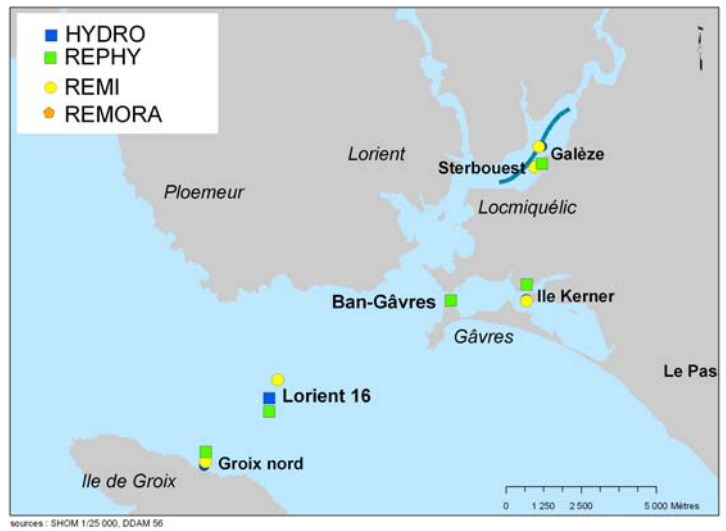 HYDRO
REPHY
REMI
REMORA
Lorient
Galèze
Sterbouest
Ploemeur
Locmiquélic
Ban-Gâvres
Ile Kerner
Gâvres
Le Pas
Lorient 16
Groix nord
Ile de Groix
0 1 250 2 500 5 000 Mètres
sources : SHOM 1/25 000, DDAM 56